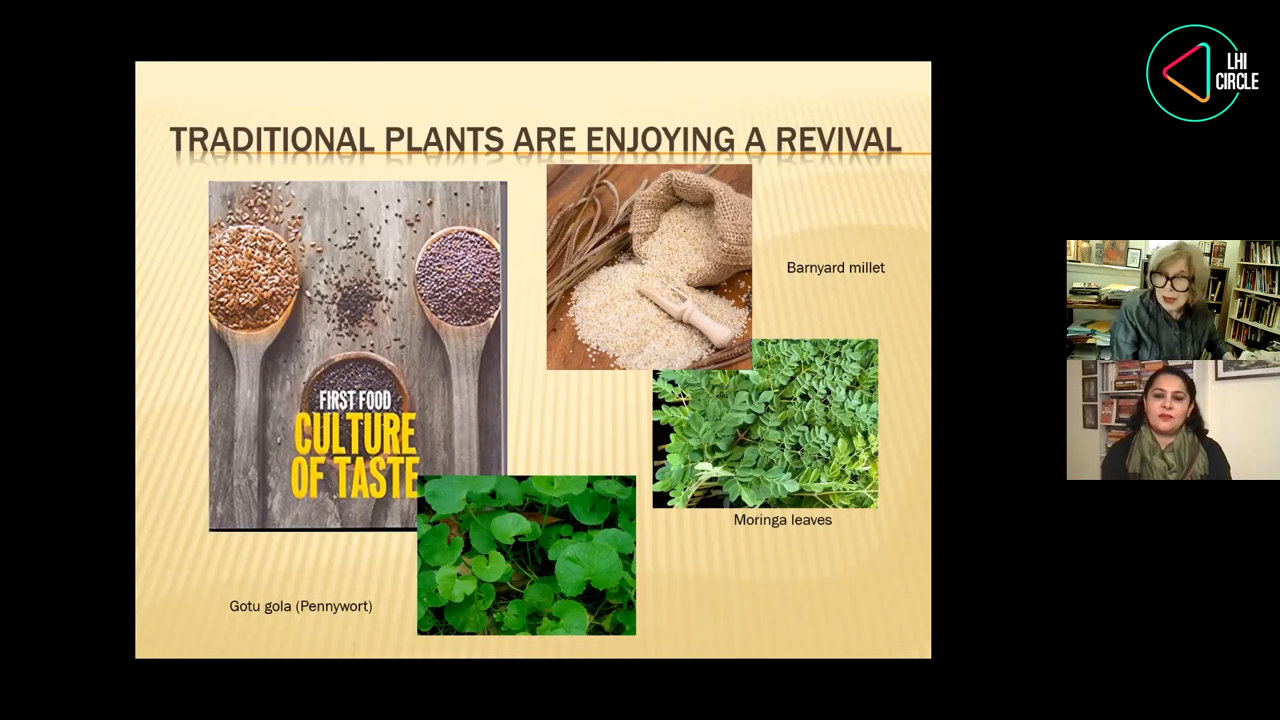 LHI
CIRCLE
TRADITIONAL PLANTS ARE ENJOYING A REVIVAL
Barnyard millet
FIRST FOOD
CULTURE
OF TASTE
Moringa leaves
Gotu gola (Pennywort)